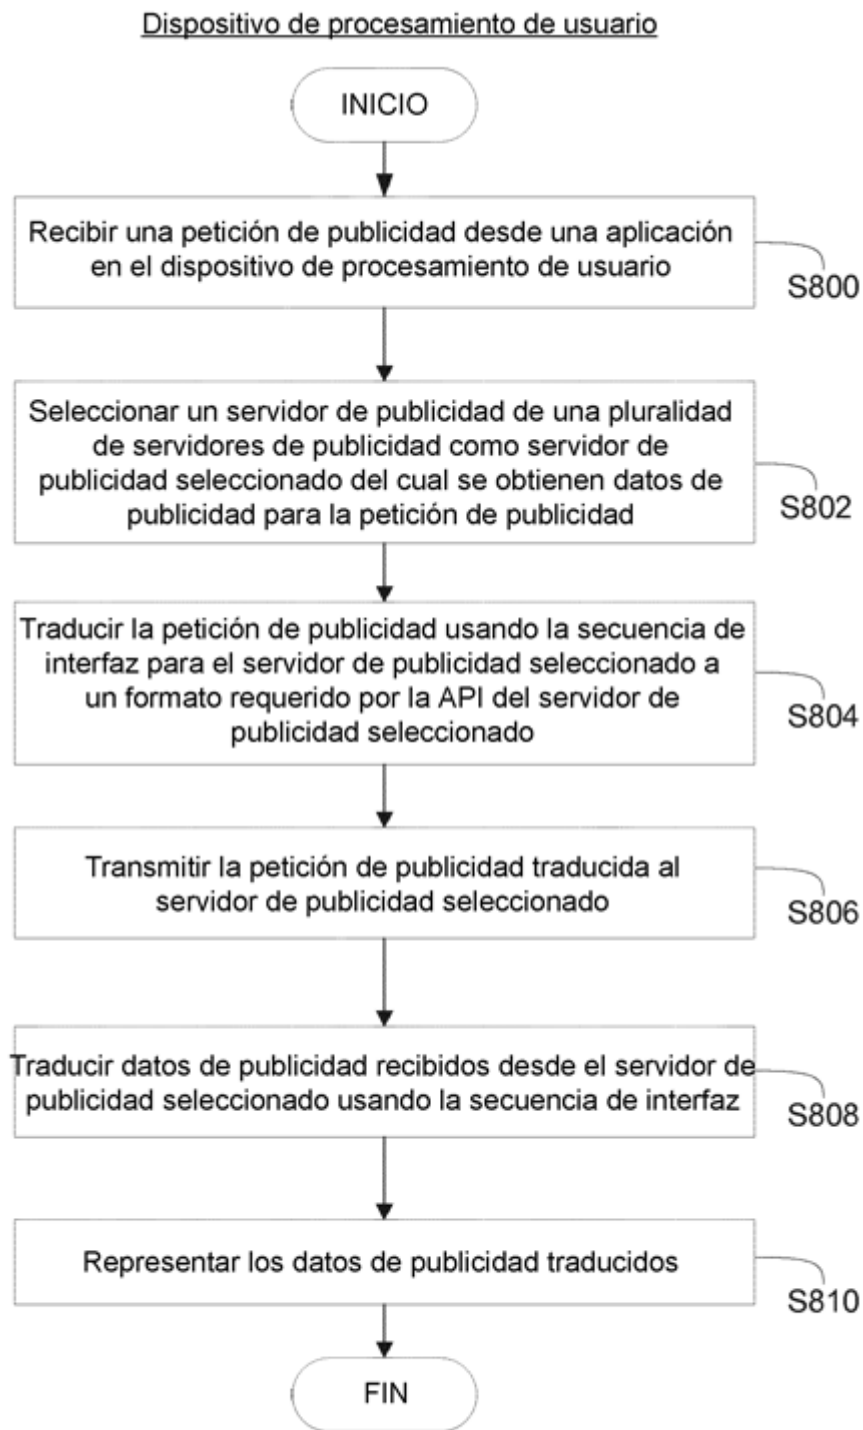 Dispositivo de procesamiento de usuario
INICIO
Recibir una petición de publicidad desde una aplicación
en el dispositivo de procesamiento de usuario
S800
Seleccionar un servidor de publicidad de una pluralidad
de servidores de publicidad como servidor de
publicidad seleccionado del cual se obtienen datos de
publicidad para la petición de publicidad
S802
Traducir la petición de publicidad usando la secuencia de
interfaz para el servidor de publicidad seleccionado a
un formato requerido por la API del servidor de
publicidad seleccionado
S804
Transmitir la petición de publicidad traducida al
servidor de publicidad seleccionado
S806
Traducir datos de publicidad recibidos desde el servidor de
publicidad seleccionado usando la secuencia de interfaz
S808
Representar los datos de publicidad traducidos
S810
FIN